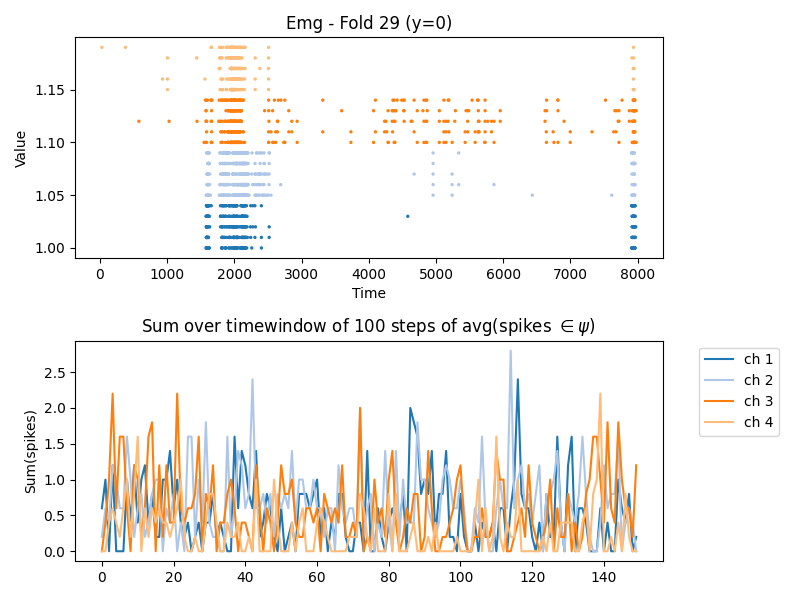 Emg - Fold 29 (y=0)
Value
1.15
1.10
1.05
1.00
0 1000 2000 3000 4000 5000 6000 7000 8000
Time
Sum over timewindow of 100 steps of avg(spikes ∈ ψ)
Sum(spikes)
2.5
2.0
1.5
1.0
0.5
0.0
0 20 40 60 80 100 120 140
ch 1
ch 2
ch 3
ch 4